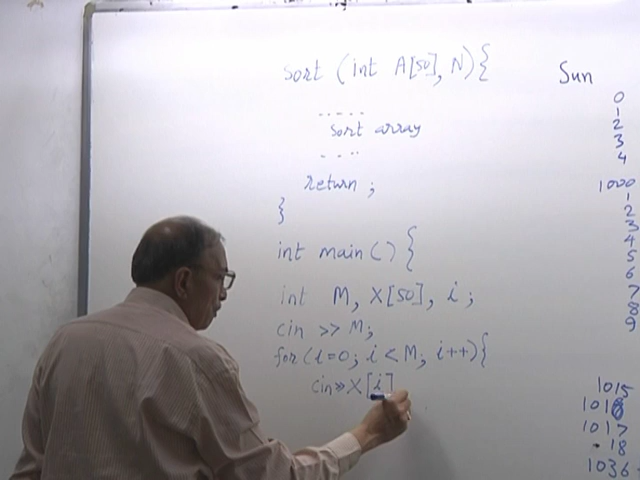 sort (int A[50], N){
.....
sort array
....
return ;
}
int main() {
int M, X[50], i ;
cin >> M;
for (i=0; i < M; i++){
cin>> X[i]
Sun
0
1
2
3
4
1000
1
2
3
4
5
6
7
8
9
1015
1016
1017
18
1036